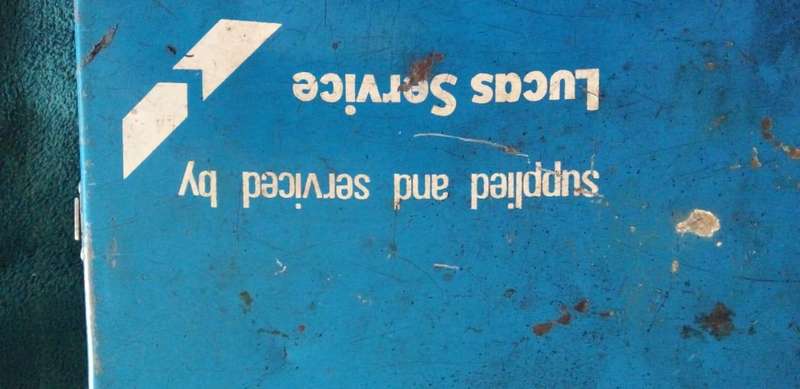 supplied and serviced by
Lucas Service